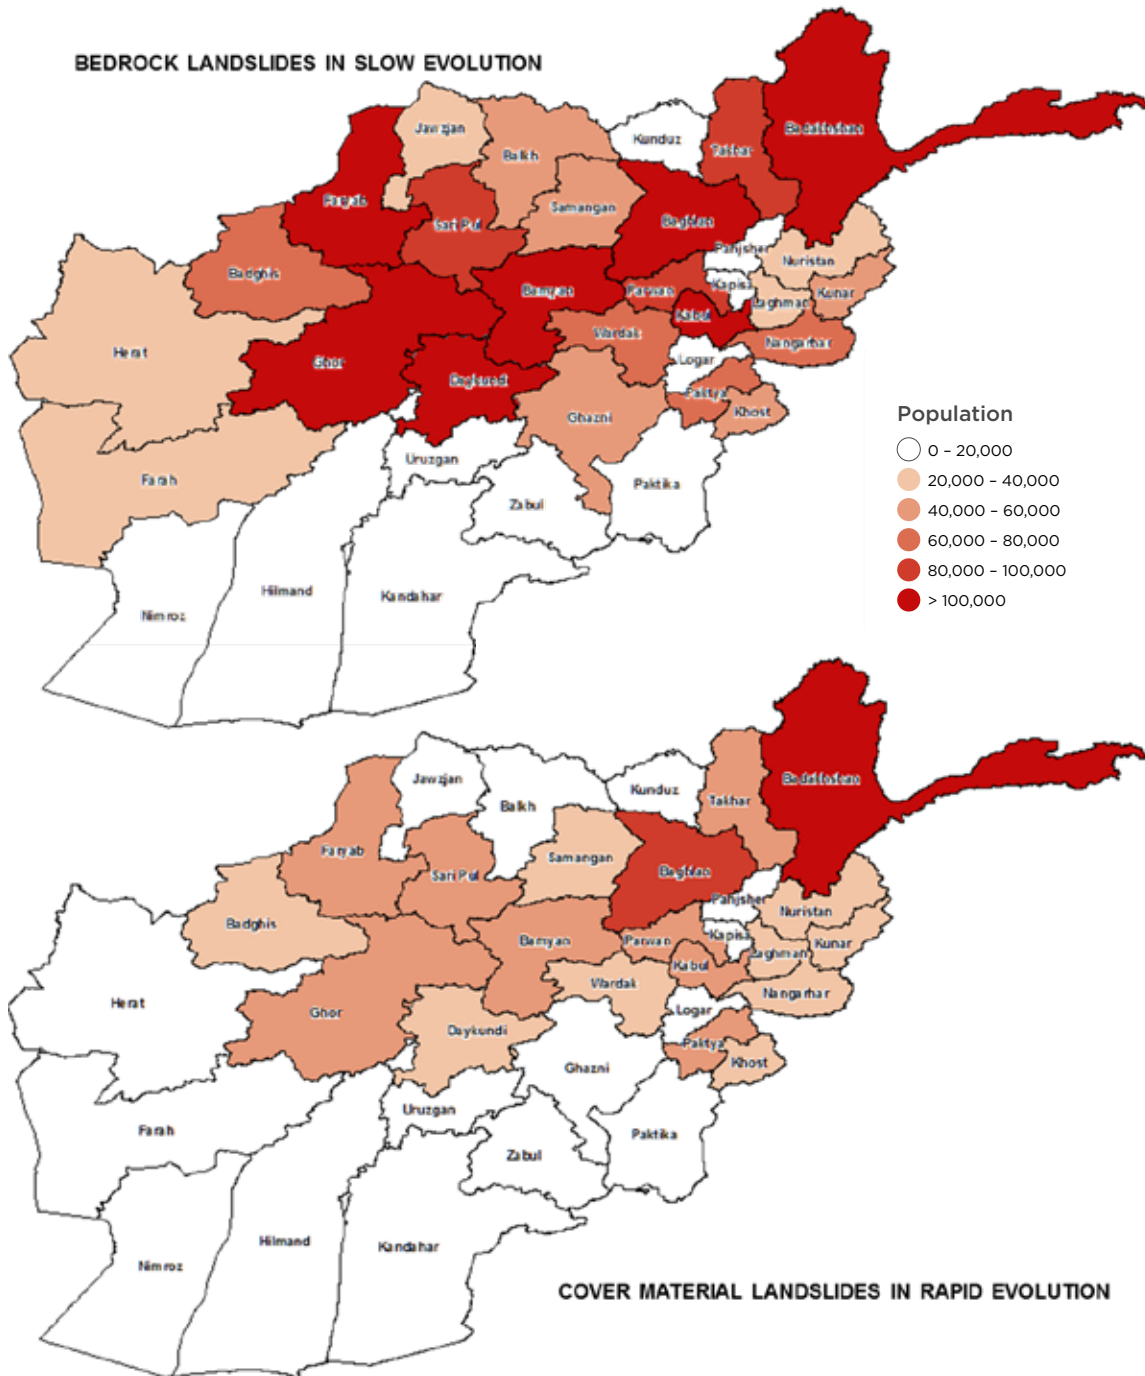 BEDROCK LANDSLIDES IN SLOW EVOLUTION
Jawzjan
Balkh
Kunduz
Takhar
Badakhshan
Faryab
Sari Pul
Samangan
Baghlan
Panjsher
Nuristan
Badghis
Bamyan
Parwan
Kapisa
Laghman
Kunar
Kabul
Herat
Ghor
Wardak
Logar
Nangarhar
Daykundi
Paktya
Khost
Ghazni
Farah
Uruzgan
Zabul
Paktika
Nimroz
Hilmand
Kandahar
Population
0 – 20,000
20,000 – 40,000
40,000 – 60,000
60,000 – 80,000
80,000 – 100,000
> 100,000
Jawzjan
Balkh
Kunduz
Takhar
Badakhshan
Faryab
Sari Pul
Samangan
Baghlan
Panjsher
Nuristan
Badghis
Bamyan
Parwan
Kapisa
Laghman
Kunar
Kabul
Herat
Ghor
Daykundi
Wardak
Logar
Nangarhar
Paktya
Khost
Ghazni
Farah
Uruzgan
Zabul
Paktika
Nimroz
Hilmand
Kandahar
COVER MATERIAL LANDSLIDES IN RAPID EVOLUTION